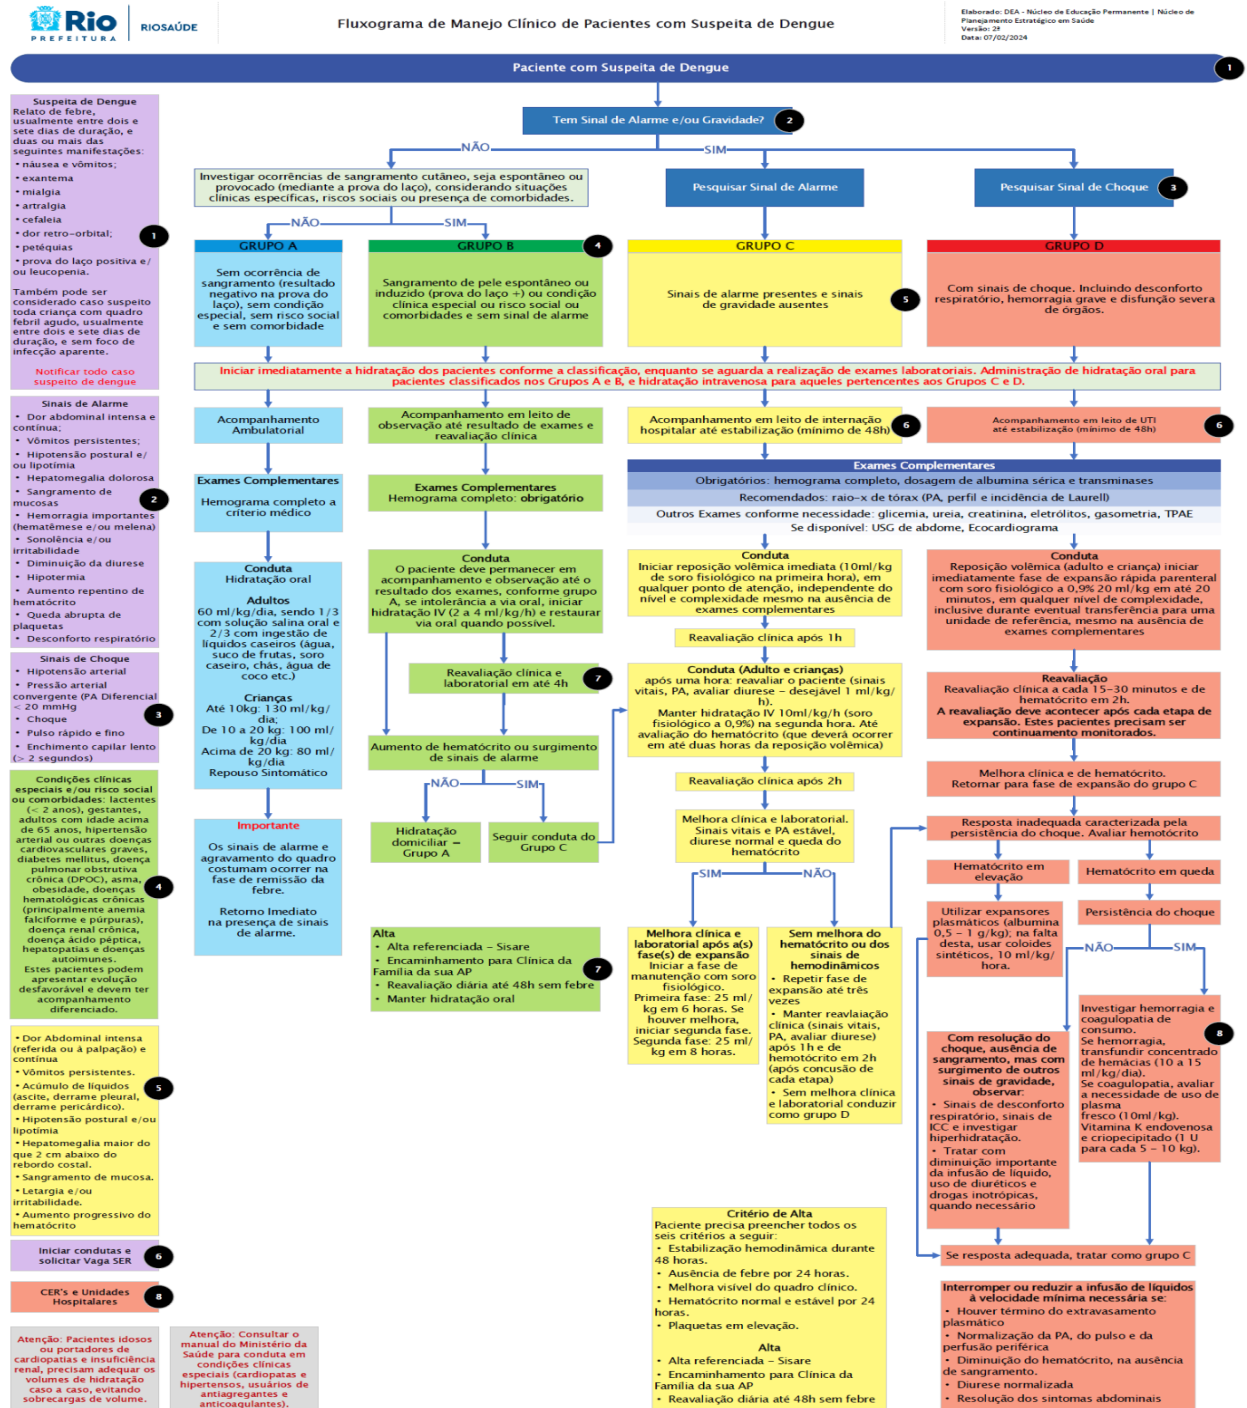 Rio
PREFEITURA
RIOSAÚDE
Fluxograma de Manejo Clínico de Pacientes com Suspeita de Dengue
Elaborado: DEA - Núcleo de Educação Permanente | Núcleo de
Planejamento Estratégico em Saúde
Versão: 2ª
Data: 07/02/2024
Paciente com Suspeita de Dengue
1
Tem Sinal de Alarme e/ou Gravidade?
2
NÃO
SIM
Investigar ocorrências de sangramento cutâneo, seja espontâneo ou
provocado (mediante a prova do laço), considerando situações
clínicas específicas, riscos sociais ou presença de comorbidades.
Pesquisar Sinal de Alarme
Pesquisar Sinal de Choque
3
NÃO
SIM
Suspeita de Dengue
Relato de febre,
usualmente entre dois e
sete dias de duração, e
duas ou mais das
seguintes manifestações:
• náusea e vômitos;
• exantema
• mialgia
• artralgia
• cefaleia
• dor retro-orbital;
• petéquias
• prova do laço positiva e/
ou leucopenia.
1
Também pode ser
considerado caso suspeito
toda criança com quadro
febril agudo, usualmente
entre dois e sete dias de
duração, e sem foco de
infecção aparente.
Notificar todo caso
suspeito de dengue
Sinais de Alarme
• Dor abdominal intensa e
contínua;
• Vômitos persistentes;
• Hipotensão postural e/
ou lipotímia
• Hepatomegalia dolorosa
• Sangramento de
mucosas
• Hemorragia importantes
(hematêmese e/ou melena)
• Sonolência e/ou
irritabilidade
• Diminuição da diurese
• Hipotermia
• Aumento repentino de
hematócrito
• Queda abrupta de
plaquetas
• Desconforto respiratório
2
Sinais de Choque
• Hipotensão arterial
• Pressão arterial
convergente (PA Diferencial
< 20 mmHg
• Choque
• Pulso rápido e fino
• Enchimento capilar lento
(> 2 segundos)
3
Condições clínicas
especiais e/ou risco social
ou comorbidades: lactentes
(< 2 anos), gestantes,
adultos com idade acima
de 65 anos, hipertensão
arterial ou outras doenças
cardiovasculares graves,
diabetes mellitus, doença
pulmonar obstrutiva
crônica (DPOC), asma,
obesidade, doenças
hematológicas crônicas
(principalmente anemia
falciforme e púrpuras),
doença renal crônica,
doença ácido péptica,
hepatopatias e doenças
autoimunes.
Estes pacientes podem
apresentar evolução
desfavorável e devem ter
acompanhamento
diferenciado.
4
• Dor Abdominal intensa
(referida ou à palpação) e
contínua
• Vômitos persistentes.
• Acúmulo de líquidos
(ascite, derrame pleural,
derrame pericárdico).
• Hipotensão postural e/ou
lipotímia
• Hepatomegalia maior do
que 2 cm abaixo do
rebordo costal.
• Sangramento de mucosa.
• Letargia e/ou
irritabilidade.
• Aumento progressivo do
hematócrito
5
Iniciar condutas e
solicitar Vaga SER
6
CER's e Unidades
Hospitalares
8
Atenção: Pacientes idosos
ou portadores de
cardiopatias e insuficiência
renal, precisam adequar os
volumes de hidratação
caso a caso, evitando
sobrecargas de volume.
Atenção: Consultar o
manual do Ministério da
Saúde para conduta em
condições clínicas
especiais (cardiopatas e
hipertensos, usuários de
antiagregantes e
anticoagulantes).
GRUPO A
Sem ocorrência de
sangramento (resultado
negativo na prova do
laço), sem condição
especial, sem risco social
e sem comorbidade
GRUPO B
4
Sangramento de pele espontâneo ou
induzido (prova do laço +) ou condição
clínica especial ou risco social ou
comorbidades e sem sinal de alarme
GRUPO C
Sinais de alarme presentes e sinais
de gravidade ausentes
5
GRUPO D
Com sinais de choque. Incluindo desconforto
respiratório, hemorragia grave e disfunção severa
de órgãos.
Iniciar imediatamente a hidratação dos pacientes conforme a classificação, enquanto se aguarda a realização de exames laboratoriais. Administração de hidratação oral para
pacientes classificados nos Grupos A e B, e hidratação intravenosa para aqueles pertencentes aos Grupos C e D.
Acompanhamento
Ambulatorial
Acompanhamento em leito de
observação até resultado de exames e
reavaliação clínica
Acompanhamento em leito de internação
hospitalar até estabilização (mínimo de 48h)
6
Acompanhamento em leito de UTI
até estabilização (mínimo de 48h)
6
Exames Complementares
Hemograma completo a
critério médico
Exames Complementares
Hemograma completo: obrigatório
Exames Complementares
Obrigatórios: hemograma completo, dosagem de albumina sérica e transminases
Recomendados: raio-x de tórax (PA, perfil e incidência de Laurell)
Outros Exames conforme necessidade: glicemia, ureia, creatinina, eletrólitos, gasometria, TPAE
Se disponível: USG de abdome, Ecocardiograma
Conduta
Hidratação oral
Adultos
60 ml/kg/dia, sendo 1/3
com solução salina oral e
2/3 com ingestão de
líquidos caseiros (água,
suco de frutas, soro
caseiro, chás, água de
coco etc.)
Crianças
Até 10kg: 130 ml/kg/
dia;
De 10 a 20 kg: 100 ml/
kg/dia
Acima de 20 kg: 80 ml/
kg/dia
Repouso Sintomático
Importante
Os sinais de alarme e
agravamento do quadro
costumam ocorrer na
fase de remissão da
febre.
Retorno Imediato
na presença de sinais
de alarme.
Conduta
O paciente deve permanecer em
acompanhamento e observação até o
resultado dos exames, conforme grupo
A, se intolerância a via oral, iniciar
hidratação IV (2 a 4 ml/kg/h) e restaurar
via oral quando possível.
Reavaliação clínica e
laboratorial em até 4h
7
Aumento de hematócrito ou surgimento
de sinais de alarme
NÃO
SIM
Hidratação
domiciliar –
Grupo A
Seguir conduta do
Grupo C
Alta
• Alta referenciada – Sisare
• Encaminhamento para Clínica da
Família da sua AP
• Reavaliação diária até 48h sem febre
• Manter hidratação oral
7
Conduta
Iniciar reposição volêmica imediata (10ml/kg
de soro fisiológico na primeira hora), em
qualquer ponto de atenção, independente do
nível e complexidade mesmo na ausência de
exames complementares
Reavaliação clínica após 1h
Conduta (Adulto e crianças)
após uma hora: reavaliar o paciente (sinais
vitais, PA, avaliar diurese – desejável 1 ml/kg/
h).
Manter hidratação IV 10ml/kg/h (soro
fisiológico a 0,9%) na segunda hora. Até
avaliação do hematócrito (que deverá ocorrer
em até duas horas da reposição volêmica)
Reavaliação clínica após 2h
Melhora clínica e laboratorial.
Sinais vitais e PA estável,
diurese normal e queda do
hematócrito
SIM
NÃO
Melhora clínica e
laboratorial após a(s)
fase(s) de expansão
Iniciar a fase de
manutenção com soro
fisiológico.
Primeira fase: 25 ml/
kg em 6 horas. Se
houver melhora,
iniciar segunda fase.
Segunda fase: 25 ml/
kg em 8 horas.
Sem melhora do
hematócrito ou dos
sinais de
hemodinâmicos
• Repetir fase de
expansão até três
vezes
• Manter reavlaiação
clínica (sinais vitais,
PA, avaliar diurese)
após 1h e de
hemotócrito em 2h
(após concusão de
cada etapa)
• Sem melhora clínica
e laboratorial conduzir
como grupo D
Critério de Alta
Paciente precisa preencher todos os
seis critérios a seguir:
• Estabilização hemodinâmica durante
48 horas.
• Ausência de febre por 24 horas.
• Melhora visível do quadro clínico.
• Hematócrito normal e estável por 24
horas.
• Plaquetas em elevação.
Alta
• Alta referenciada – Sisare
• Encaminhamento para Clínica da
Família da sua AP
• Reavaliação diária até 48h sem febre
Conduta
Reposição volêmica (adulto e criança) iniciar
imediatamente fase de expansão rápida parenteral
com soro fisiológico a 0,9% 20 ml/kg em até 20
minutos, em qualquer nível de complexidade,
inclusive durante eventual transferência para uma
unidade de referência, mesmo na ausência de
exames complementares
Reavaliação
Reavaliação clínica a cada 15-30 minutos e de
hematócrito em 2h.
A reavaliação deve acontecer após cada etapa de
expansão. Estes pacientes precisam ser
continuamente monitorados.
Melhora clínica e de hematócrito.
Retornar para fase de expansão do grupo C
Resposta inadequada caracterizada pela
persistência do choque. Avaliar hemotócrito
Hematócrito em
elevação
Hematócrito em queda
Utilizar expansores
plasmáticos (albumina
0,5 – 1 g/kg); na falta
desta, usar coloides
sintéticos, 10 ml/kg/
hora.
Persistência do choque
NÃO
SIM
Com resolução do
choque, ausência de
sangramento, mas com
surgimento de outros
sinais de gravidade,
observar:
• Sinais de desconforto
respiratório, sinais de
ICC e investigar
hiperhidratação.
• Tratar com
diminuição importante
da infusão de líquido,
uso de diuréticos e
drogas inotrópicas,
quando necessário
Investigar hemorragia e
coagulopatia de
consumo.
Se hemorragia,
transfundir concentrado
de hemácias (10 a 15
ml/kg/dia).
Se coagulopatia, avaliar
a necessidade de uso de
plasma
fresco (10ml/kg).
Vitamina K endovenosa
e criopecipitado (1 U
para cada 5 – 10 kg).
8
Se resposta adequada, tratar como grupo C
Interromper ou reduzir a infusão de líquidos
à velocidade mínima necessária se:
• Houver término do extravasamento
plasmático
• Normalização da PA, do pulso e da
perfusão periférica
• Diminuição do hematócrito, na ausência
de sangramento.
• Diurese normalizada
• Resolução dos sintomas abdominais